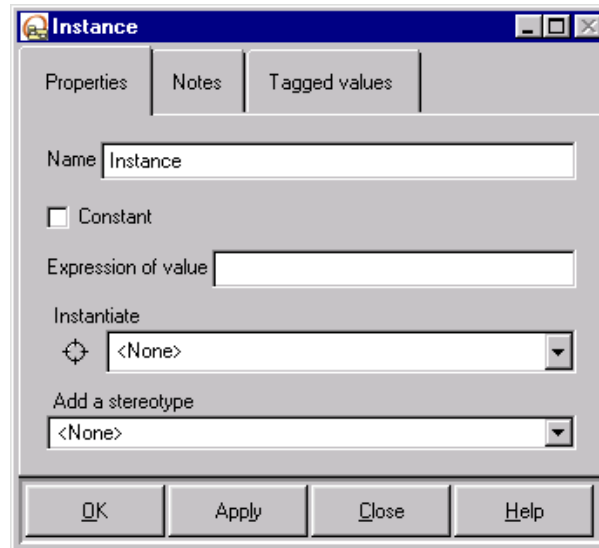 Instance
Properties Notes Tagged values
Name Instance
Constant
Expression of value
Instantiate
<None>
Add a stereotype
<None>
OK Apply Close Help